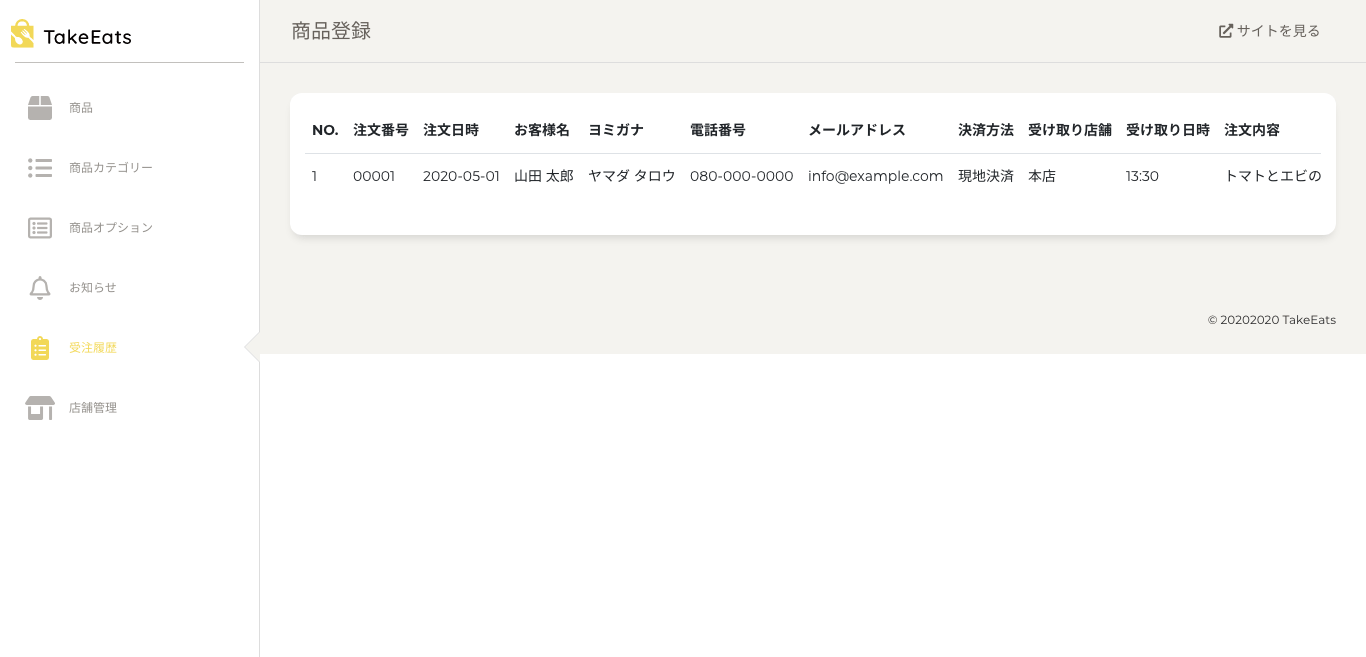 TakeEats
商品
商品カテゴリー
商品オプション
お知らせ
受注履歴
店舗管理
商品登録
サイトを見る
NO. 注文番号 注文日時 お客様名 ヨミガナ 電話番号 メールアドレス 決済方法 受け取り店舗 受け取り日時 注文内容
1 00001 2020-05-01 山田 太郎 ヤマダ タロウ 080-000-0000 info@example.com 現地決済 本店 13:30 トマトとエビの
© 20202020 TakeEats